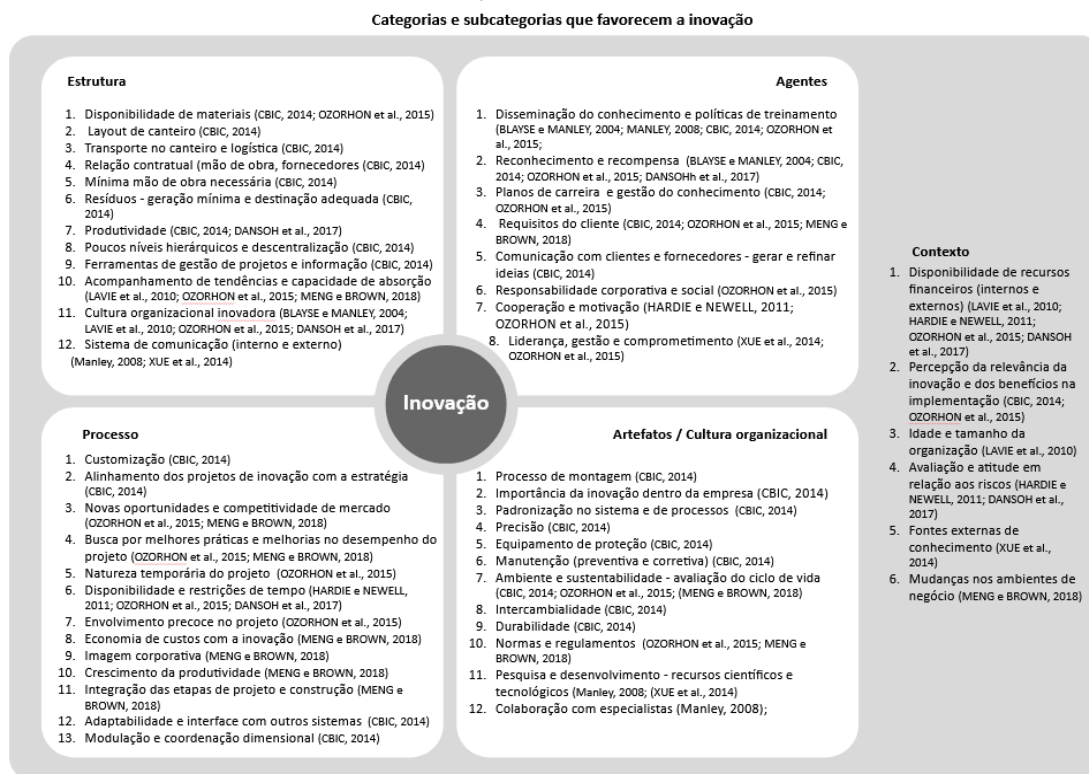 Categorias e subcategorias que favorecem a inovação
Estrutura
1. Disponibilidade de materiais (CBIC, 2014; OZORHON et al., 2015)
2. Layout de canteiro (CBIC, 2014)
3. Transporte no canteiro e logística (CBIC, 2014)
4. Relação contratual (mão de obra, fornecedores (CBIC, 2014)
5. Mínima mão de obra necessária (CBIC, 2014)
6. Resíduos - geração mínima e destinação adequada (CBIC,
2014)
7. Produtividade (CBIC, 2014; DANSOH et al., 2017)
8. Poucos níveis hierárquicos e descentralização (CBIC, 2014)
9. Ferramentas de gestão de projetos e informação (CBIC, 2014)
10. Acompanhamento de tendências e capacidade de absorção
(LAVIE et al., 2010; OZORHON et al., 2015; MENG e BROWN, 2018)
11. Cultura organizacional inovadora (BLAYSE e MANLEY, 2004;
LAVIE et al., 2010; OZORHON et al., 2015; DANSOH et al., 2017)
12. Sistema de comunicação (interno e externo)
(Manley, 2008; XUE et al., 2014)
Agentes
1. Disseminação do conhecimento e políticas de treinamento
(BLAYSE e MANLEY, 2004; MANLEY, 2008; CBIC, 2014; OZORHON et
al., 2015;
2. Reconhecimento e recompensa (BLAYSE e MANLEY, 2004; CBIC,
2014; OZORHON et al., 2015; DANSOHh et al., 2017)
3. Planos de carreira e gestão do conhecimento (CBIC, 2014;
OZORHON et al., 2015)
4. Requisitos do cliente (CBIC, 2014; OZORHON et al., 2015; MENG e
BROWN, 2018)
5. Comunicação com clientes e fornecedores - gerar e refinar
ideias (CBIC, 2014)
6. Responsabilidade corporativa e social (OZORHON et al., 2015)
7. Cooperação e motivação (HARDIE e NEWELL, 2011;
OZORHON et al., 2015)
8. Liderança, gestão e comprometimento (XUE et al., 2014;
OZORHON et al., 2015)
Inovação
Processo
1. Customização (CBIC, 2014)
2. Alinhamento dos projetos de inovação com a estratégia
(CBIC, 2014)
3. Novas oportunidades e competividade de mercado
(OZORHON et al., 2015; MENG e BROWN, 2018)
4. Busca por melhores práticas e melhorias no desempenho do
projeto (OZORHON et al., 2015; MENG e BROWN, 2018)
5. Natureza temporária do projeto (OZORHON et al., 2015)
6. Disponibilidade e restrições de tempo (HARDIE e NEWELL,
2011; OZORHON et al., 2015; DANSOH et al., 2017)
7. Envolvimento precoce no projeto (OZORHON et al., 2015)
8. Economia de custos com a inovação (MENG e BROWN, 2018)
9. Imagem corporativa (MENG e BROWN, 2018)
10. Crescimento da produtividade (MENG e BROWN, 2018)
11. Integração das etapas de projeto e construção (MENG e
BROWN, 2018)
12. Adaptabilidade e interface com outros sistemas (CBIC, 2014)
13. Modulação e coordenação dimensional (CBIC, 2014)
Artefatos / Cultura organizacional
1. Processo de montagem (CBIC, 2014)
2. Importância da inovação dentro da empresa (CBIC, 2014)
3. Padronização no sistema e de processos (CBIC, 2014)
4. Precisão (CBIC, 2014)
5. Equipamento de proteção (CBIC, 2014)
6. Manutenção (preventiva e corretiva) (CBIC, 2014)
7. Ambiente e sustentabilidade - avaliação do ciclo de vida
(CBIC, 2014; OZORHON et al., 2015; (MENG e BROWN, 2018)
8. Intercambialidade (CBIC, 2014)
9. Durabilidade (CBIC, 2014)
10. Normas e regulamentos (OZORHON et al., 2015; MENG e
BROWN, 2018)
11. Pesquisa e desenvolvimento - recursos científicos e
tecnológicos (Manley, 2008; (XUE et al., 2014)
12. Colaboração com especialistas (Manley, 2008);
Contexto
1. Disponibilidade de recursos
financeiros (internos e
externos) (LAVIE et al., 2010;
HARDIE e NEWELL, 2011;
OZORHON et al., 2015; DANSOH
et al., 2017)
2. Percepção da relevância da
inovação e dos benefícios na
implementação (CBIC, 2014;
OZORHON et al., 2015)
3. Idade e tamanho da
organização (LAVIE et al., 2010)
4. Avaliação e atitude em
relação aos riscos (HARDIE e
NEWELL, 2011; DANSOH et al.,
2017)
5. Fontes externas de
conhecimento (XUE et al.,
2014)
6. Mudanças nos ambientes de
negócio (MENG e BROWN, 2018)